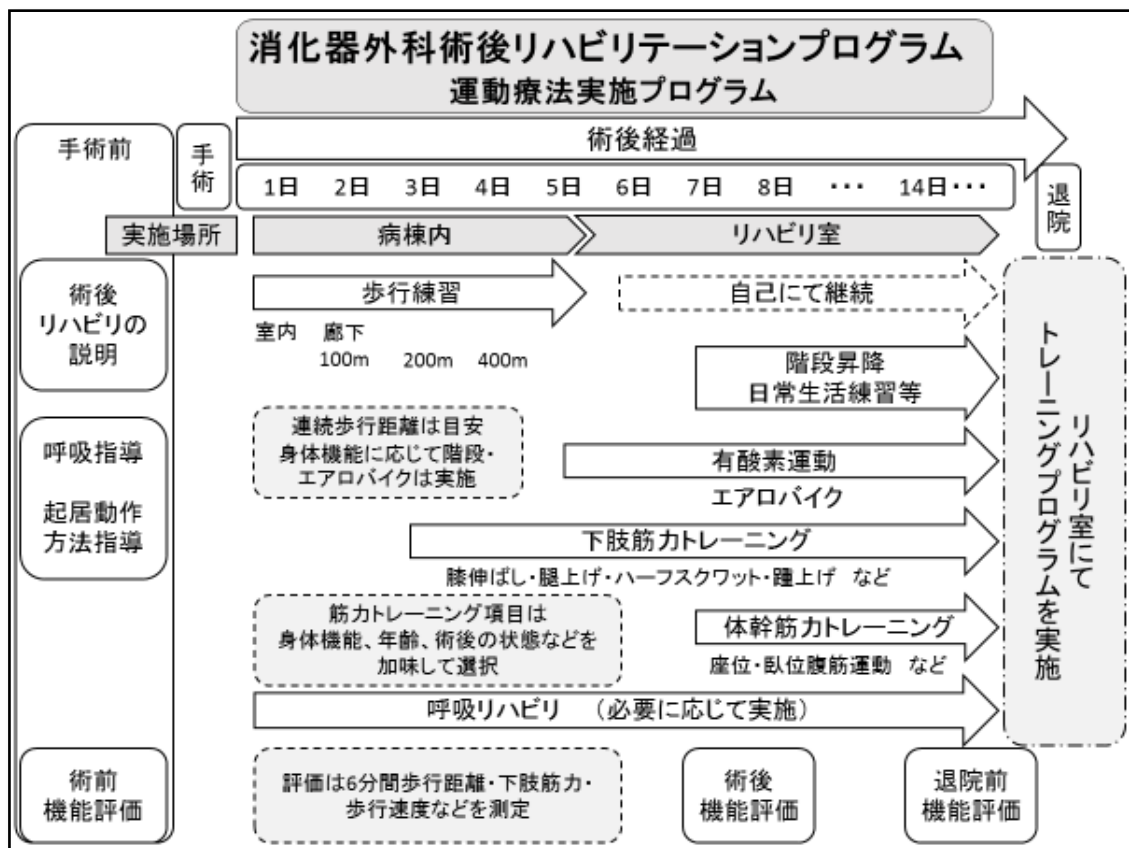 消化器外科術後リハビリテーションプログラム
運動療法実施プログラム
手術前
手術
術後経過
1日 2日 3日 4日 5日 6日 7日 8日 ・・・ 14日・・・
退院
実施場所
病棟内
リハビリ室
術後
リハビリの
説明
歩行練習
自己にて継続
室内 廊下
100m 200m 400m
階段昇降
日常生活練習等
連続歩行距離は目安
身体機能に応じて階段・
エアロバイクは実施
呼吸指導
起居動作
方法指導
有酸素運動
エアロバイク
下肢筋力トレーニング
膝伸ばし・腿上げ・ハーフスクワット・踵上げ など
筋力トレーニング項目は
身体機能、年齢、術後の状態などを
加味して選択
体幹筋力トレーニング
座位・臥位腹筋運動 など
呼吸リハビリ (必要に応じて実施)
リハビリ室にて
トレーニングプログラムを実施
術前
機能評価
評価は6分間歩行距離・下肢筋力・
歩行速度などを測定
術後
機能評価
退院前
機能評価